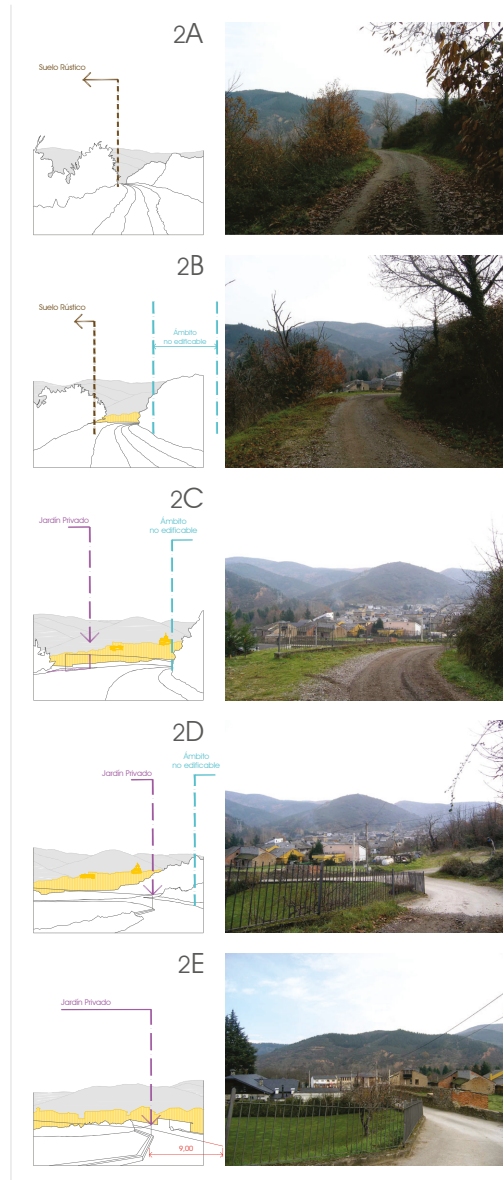 2A
Suelo Rústico
2B
Suelo Rústico
Ámbito
no edificable
2C
Jardín Privado
Ámbito
no edificable
2D
Ámbito
no edificable
Jardín Privado
2E
Jardín Privado
9,00